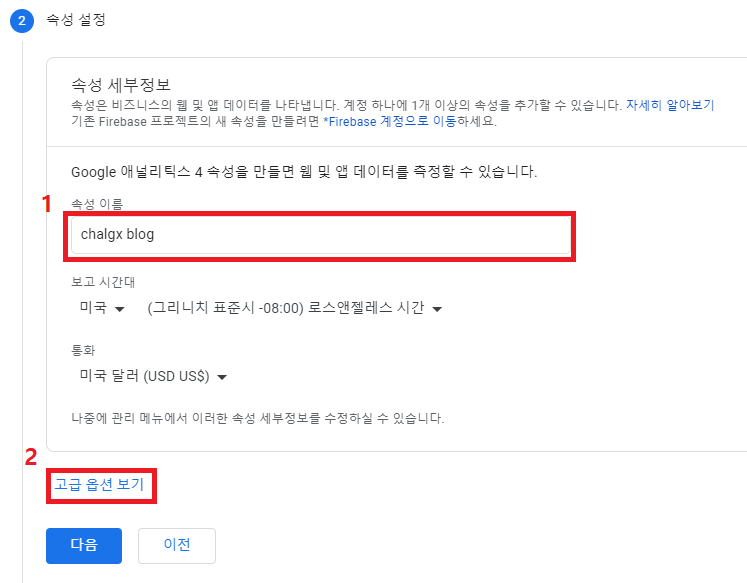 2 속성 설정
속성 세부정보
속성은 비즈니스의 웹 및 앱 데이터를 나타냅니다. 계정 하나에 1개 이상의 속성을 추가할 수 있습니다. 자세히 알아보기
기존 Firebase 프로젝트의 새 속성을 만들려면 *Firebase 계정으로 이동하세요.
Google 애널리틱스 4 속성을 만들면 웹 및 앱 데이터를 측정할 수 있습니다.
1 속성 이름
chalgx blog
보고 시간대
미국 (그리니치 표준시 -08:00) 로스앤젤레스 시간
통화
미국 달러 (USD US$)
나중에 관리 메뉴에서 이러한 속성 세부정보를 수정하실 수 있습니다.
2
고급 옵션 보기
다음 이전